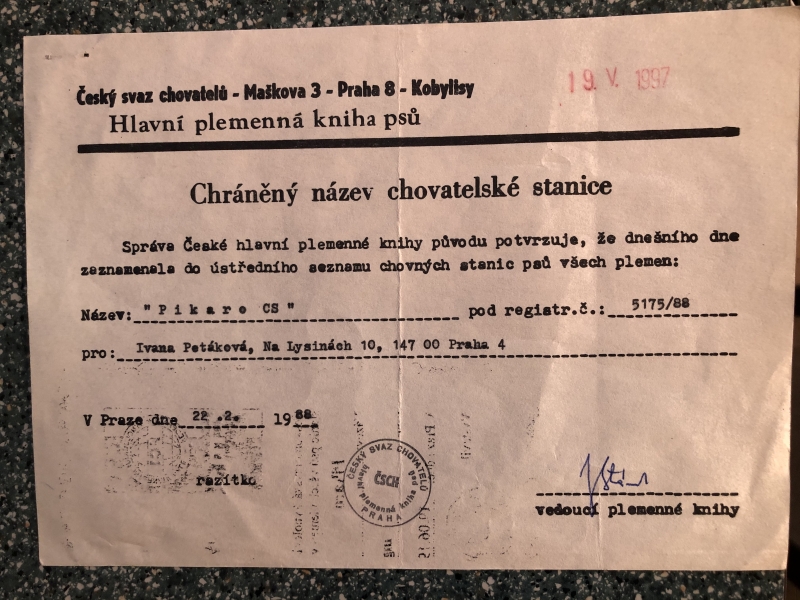 Český svaz chovatelů - Maškova 3 - Praha 8 - Kobylisy
19. V. 1997
Hlavní plemenná kniha psů
Chráněný název chovatelské stanice
Správa České hlavní plemenné knihy původu potvrzuje, že dnešního dne
zaznamenala do ústředního seznamu chovných stanic psů všech plemen:
Název: "Pikaro CS" pod registr.č.: 5175/88
pro: Ivana Petáková, Na Lysinách 10, 147 00 Praha 4
V Praze dne 22.2. 1988
razítko
ČESKÝ SVAZ CHOVATELŮ
Hlavní plemenná kniha psů
ČSCH
PRAHA
vedoucí plemenné knihy